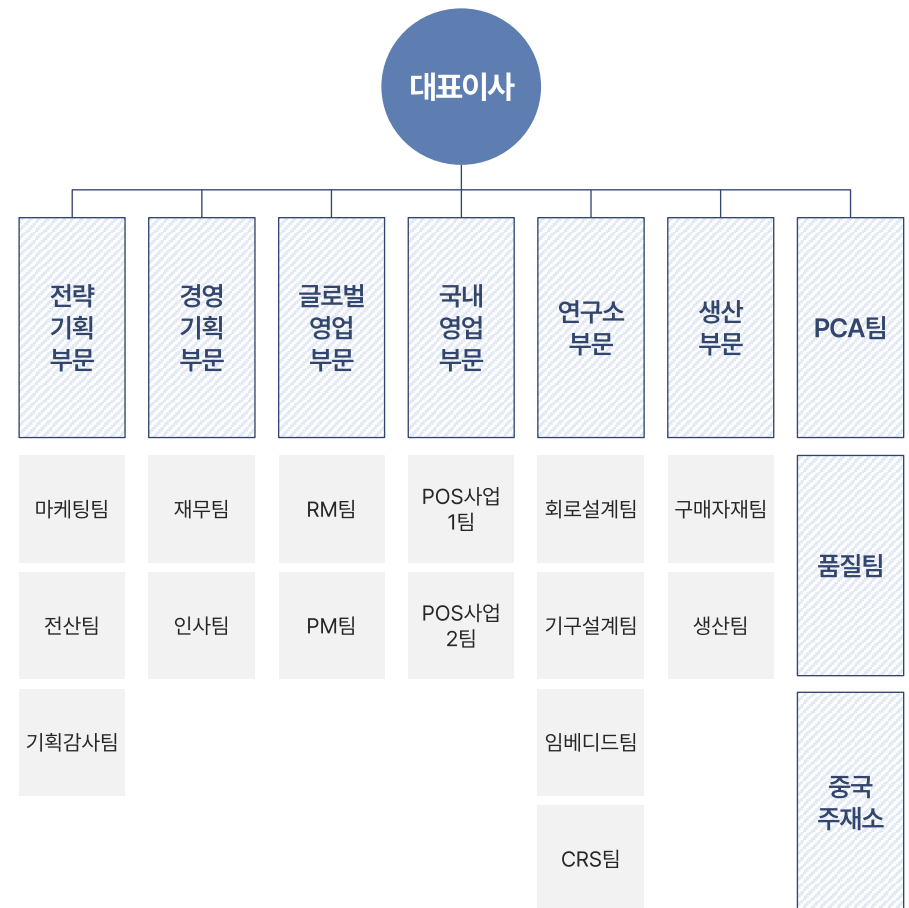 대표이사
전략
기획
부문
경영
기획
부문
글로벌
영업
부문
국내
영업
부문
연구소
부문
생산
부문
PCA팀
마케팅팀
재무팀
RM팀
POS사업
1팀
회로설계팀
구매자재팀
품질팀
전산팀
인사팀
PM팀
POS사업
2팀
기구설계팀
생산팀
기획감사팀
임베디드팀
중국
주재소
CRS팀